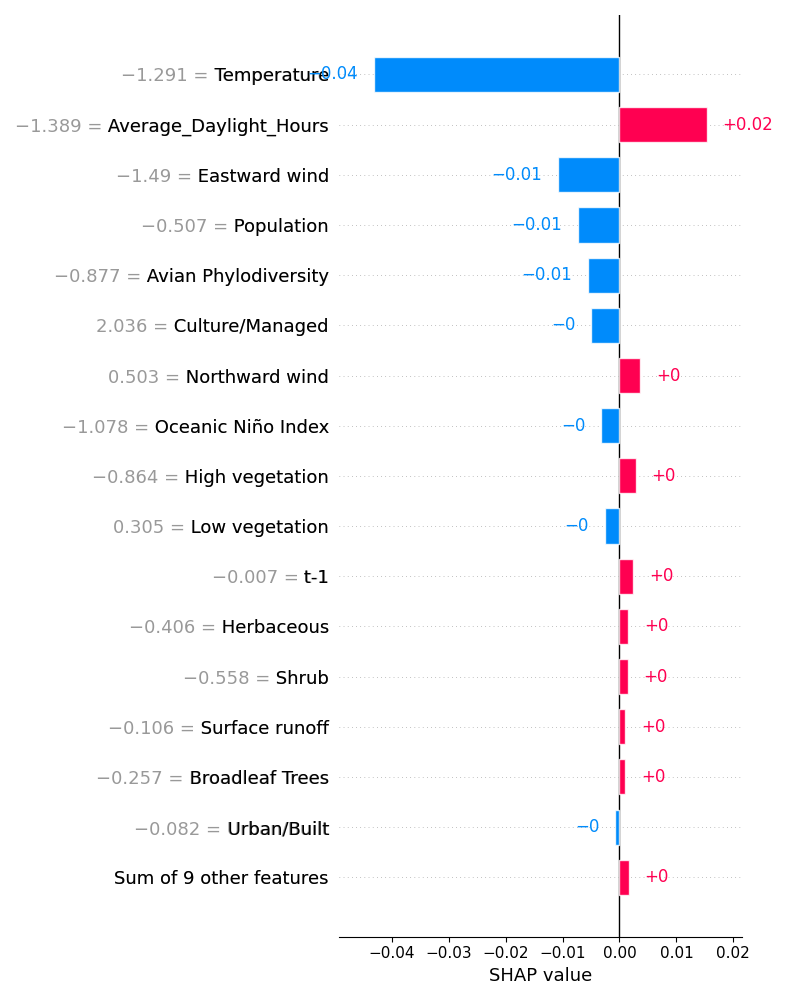 −1.291 = Temperature −0.04
−1.389 = Average_Daylight_Hours +0.02
−1.49 = Eastward wind −0.01
−0.507 = Population −0.01
−0.877 = Avian Phylodiversity −0.01
2.036 = Culture/Managed −0
0.503 = Northward wind +0
−1.078 = Oceanic Niño Index −0
−0.864 = High vegetation +0
0.305 = Low vegetation −0
−0.007 = t-1 +0
−0.406 = Herbaceous +0
−0.558 = Shrub +0
−0.106 = Surface runoff +0
−0.257 = Broadleaf Trees +0
−0.082 = Urban/Built −0
Sum of 9 other features +0
−0.04 −0.03 −0.02 −0.01 0.00 0.01 0.02
SHAP value